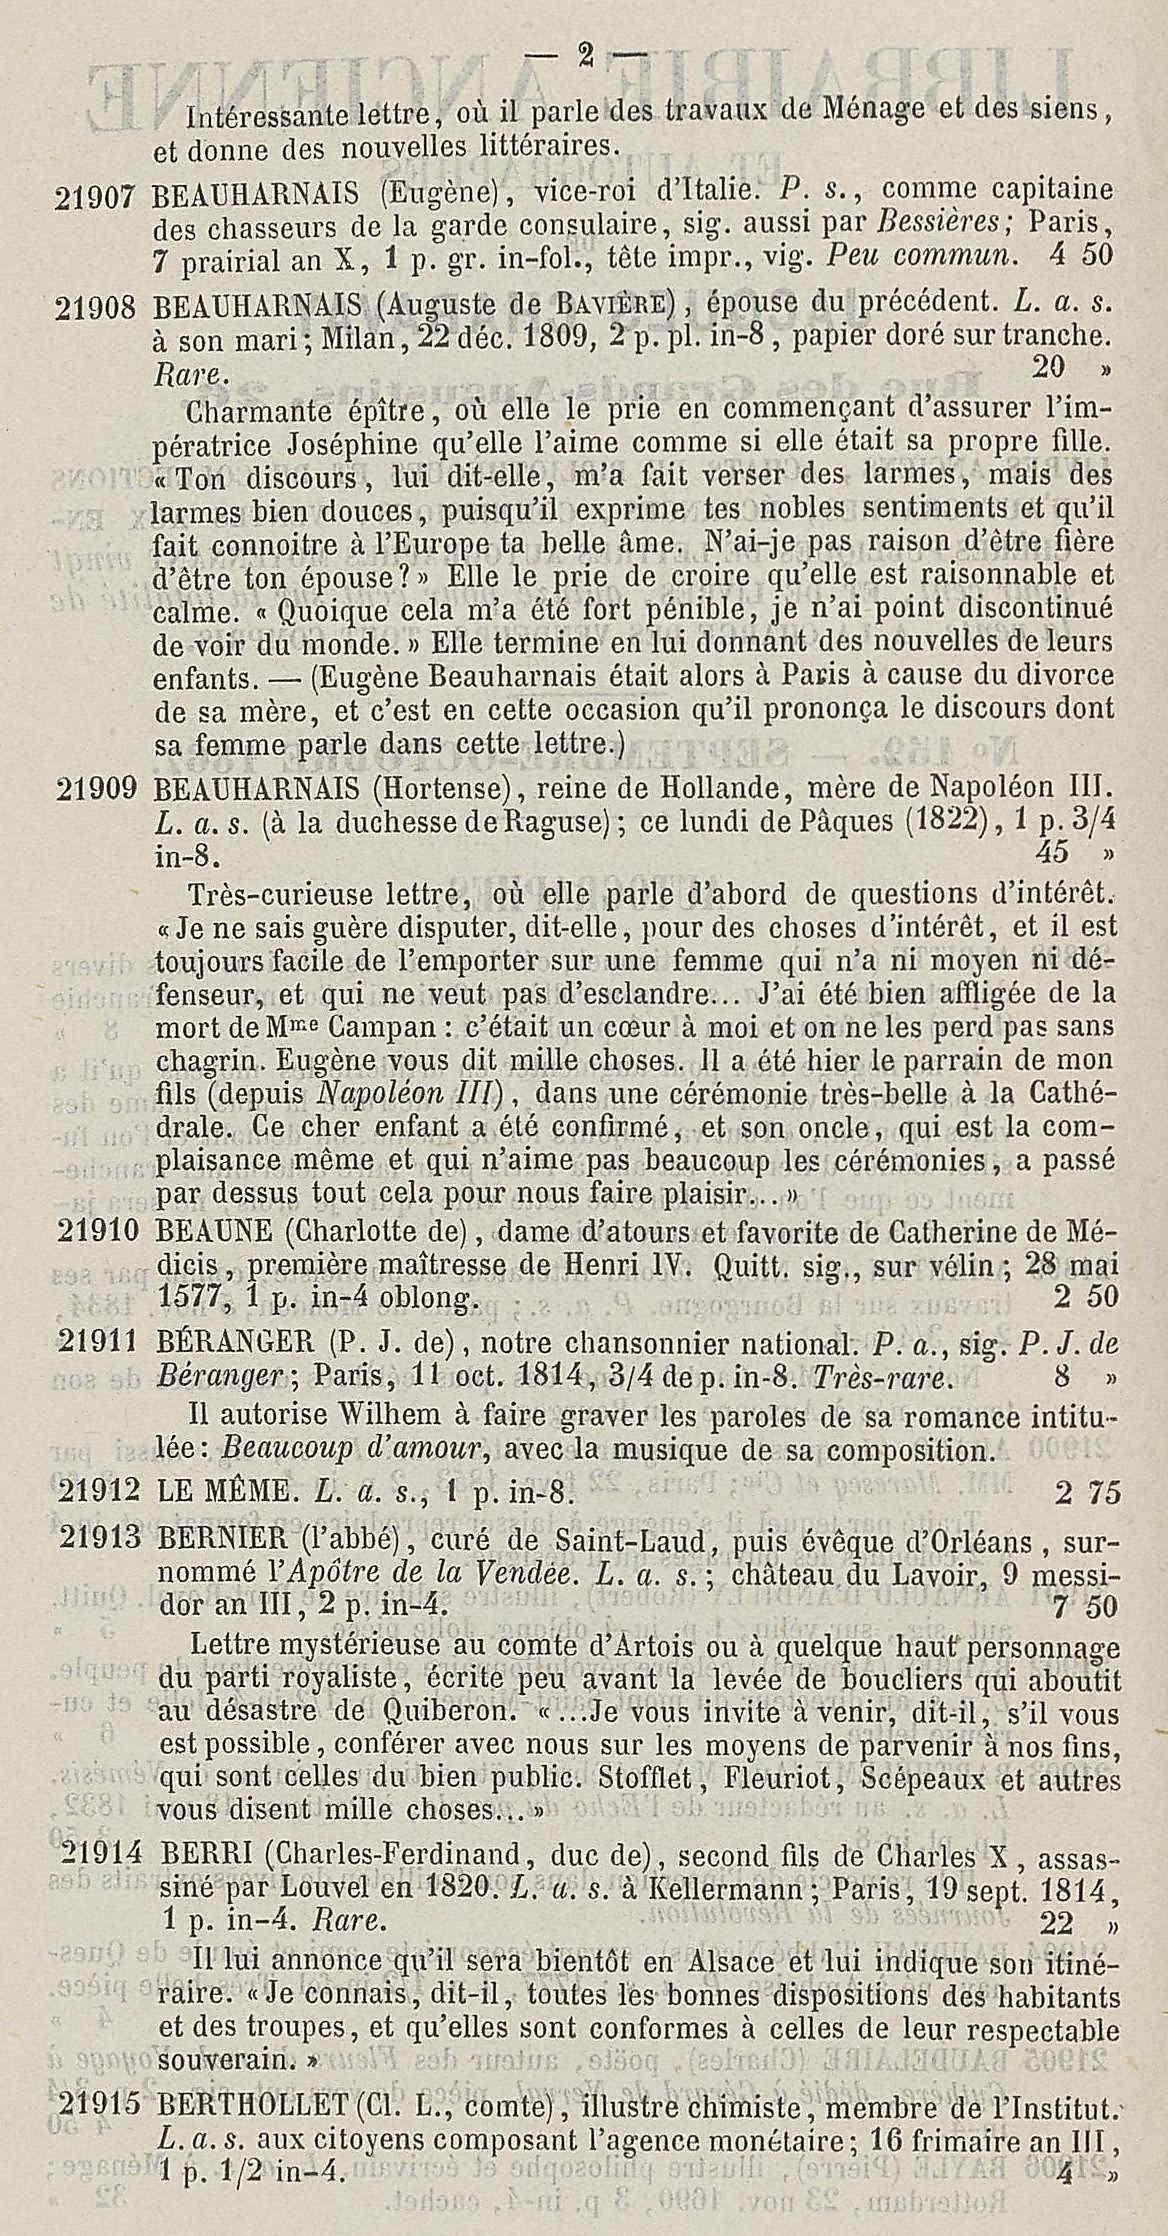 — 2 —
Intéressante lettre, où il parle des travaux de Ménage et des siens,
et donne des nouvelles littéraires.
21907 BEAUHARNAIS (Eugène), vice-roi d'Italie. P. s., comme capitaine
des chasseurs de la garde consulaire, sig. aussi par Bessières; Paris,
7 prairial an X, 1 p. gr. in-fol., tête impr., vig. Peu commun. 4 50
21908 BEAUHARNAIS (Auguste de BAVIÈRE), épouse du précédent. L. a. s.
à son mari; Milan, 22 déc. 1809, 2 p. pl. in-8, papier doré sur tranche.
Rare. 20 »
Charmante épître, où elle le prie en commençant d'assurer l'im-
pératrice Joséphine qu'elle l'aime comme si elle était sa propre fille.
« Ton discours, lui dit-elle, m'a fait verser des larmes, mais des
larmes bien douces, puisqu'il exprime tes nobles sentiments et qu'il
fait connoitre à l'Europe ta belle âme. N'ai-je pas raison d'être fière
d'être ton épouse? » Elle le prie de croire qu'elle est raisonnable et
calme. « Quoique cela m'a été fort pénible, je n'ai point discontinué
de voir du monde. » Elle termine en lui donnant des nouvelles de leurs
enfants. — (Eugène Beauharnais était alors à Paris à cause du divorce
de sa mère, et c'est en cette occasion qu'il prononça le discours dont
sa femme parle dans cette lettre.)
21909 BEAUHARNAIS (Hortense), reine de Hollande, mère de Napoléon III.
L. a. s. (à la duchesse de Raguse); ce lundi de Pâques (1822), 1 p. 3/4
in-8. 45 »
Très-curieuse lettre, où elle parle d'abord de questions d'intérêt.
« Je ne sais guère disputer, dit-elle, pour des choses d'intérêt, et il est
toujours facile de l'emporter sur une femme qui n'a ni moyen ni dé-
fenseur, et qui ne veut pas d'esclandre... J'ai été bien affligée de la
mort de Mme Campan : c'était un cœur à moi et on ne les perd pas sans
chagrin. Eugène vous dit mille choses. Il a été hier le parrain de mon
fils (depuis Napoléon III), dans une cérémonie très-belle à la Cathé-
drale. Ce cher enfant a été confirmé, et son oncle, qui est la com-
plaisance même et qui n'aime pas beaucoup les cérémonies, a passé
par dessus tout cela pour nous faire plaisir... »
21910 BEAUNE (Charlotte de), dame d'atours et favorite de Catherine de Mé-
dicis, première maîtresse de Henri IV. Quitt. sig., sur vélin; 28 mai
1577, 1 p. in-4 oblong. 2 50
21911 BÉRANGER (P. J. de), notre chansonnier national. P. a., sig. P. J. de
Béranger; Paris, 11 oct. 1814, 3/4 de p. in-8. Très-rare. 8 »
Il autorise Wilhem à faire graver les paroles de sa romance intitu-
lée : Beaucoup d'amour, avec la musique de sa composition.
21912 LE MÊME. L. a. s., 1 p. in-8. 2 75
21913 BERNIER (l'abbé), curé de Saint-Laud, puis évêque d'Orléans, sur-
nommé l'Apôtre de la Vendée. L. a. s.; château du Lavoir, 9 messi-
dor an III, 2 p. in-4. 7 50
Lettre mystérieuse au comte d'Artois ou à quelque haut personnage
du parti royaliste, écrite peu avant la levée de boucliers qui aboutit
au désastre de Quiberon. « ...Je vous invite à venir, dit-il, s'il vous
est possible, conférer avec nous sur les moyens de parvenir à nos fins,
qui sont celles du bien public. Stofflet, Fleuriot, Scépeaux et autres
vous disent mille choses... »
21914 BERRI (Charles-Ferdinand, duc de), second fils de Charles X, assas-
siné par Louvel en 1820. L. a. s. à Kellermann; Paris, 19 sept. 1814,
1 p. in-4. Rare. 22 »
Il lui annonce qu'il sera bientôt en Alsace et lui indique son itiné-
raire. « Je connais, dit-il, toutes les bonnes dispositions des habitants
et des troupes, et qu'elles sont conformes à celles de leur respectable
souverain. »
21915 BERTHOLLET (Cl. L., comte), illustre chimiste, membre de l'Institut.
L. a. s. aux citoyens composant l'agence monétaire; 16 frimaire an III,
1 p. 1/2 in-4. 4 »